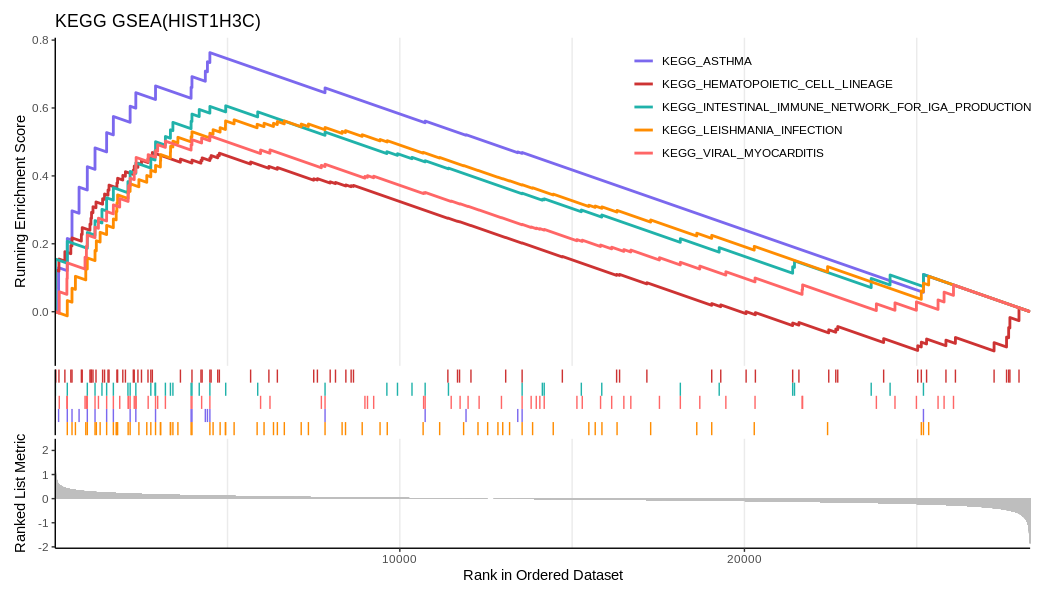 KEGG GSEA(HIST1H3C)
0.8
0.6
0.4
0.2
0.0
Running Enrichment Score
KEGG_ASTHMA
KEGG_HEMATOPOIETIC_CELL_LINEAGE
KEGG_INTESTINAL_IMMUNE_NETWORK_FOR_IGA_PRODUCTION
KEGG_LEISHMANIA_INFECTION
KEGG_VIRAL_MYOCARDITIS
2
1
0
-1
-2
Ranked List Metric
10000
20000
Rank in Ordered Dataset